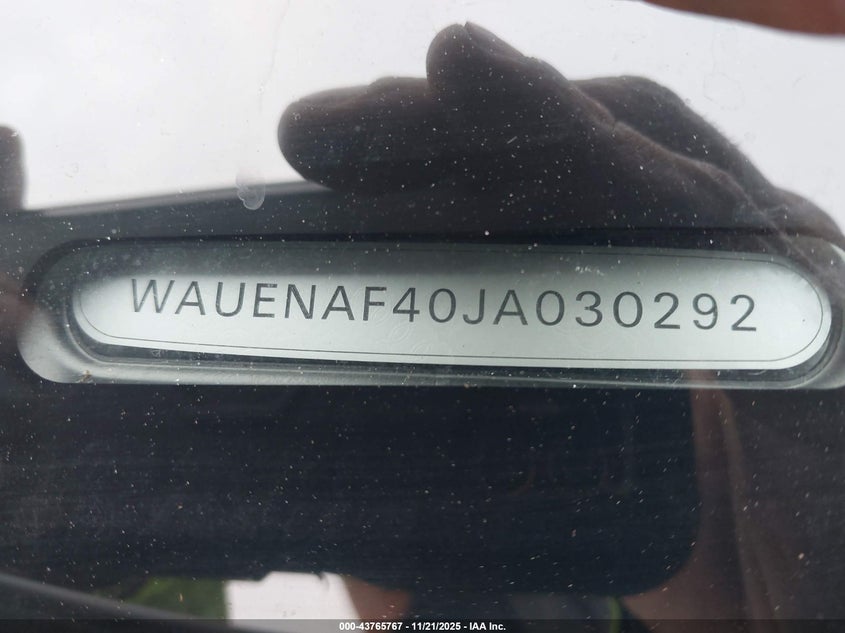 WAUENAF40JA030292
000-43765767 - 11/21/2025 - IAA Inc.